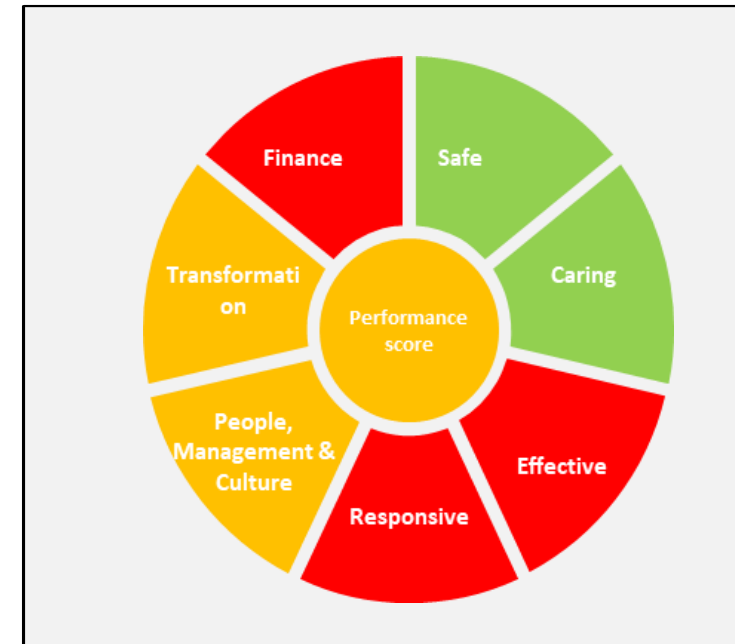 Finance
Safe
Transformati
on
Caring
Performance
score
People,
Management &
Culture
Effective
Responsive